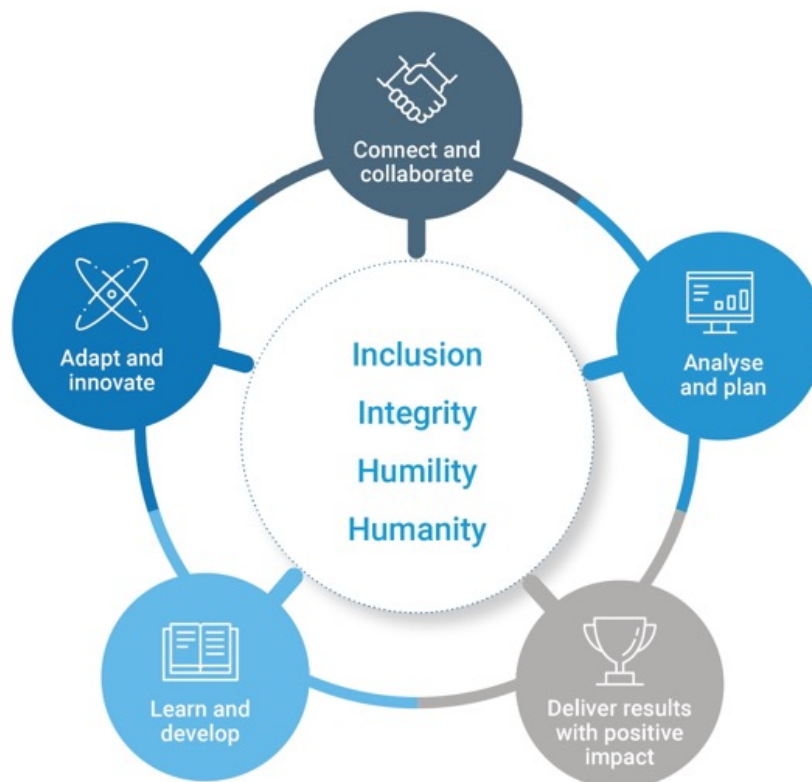 Connect and
collaborate
Adapt and
innovate
Analyse
and plan
Inclusion
Integrity
Humility
Humanity
Learn and
develop
Deliver results
with positive
impact